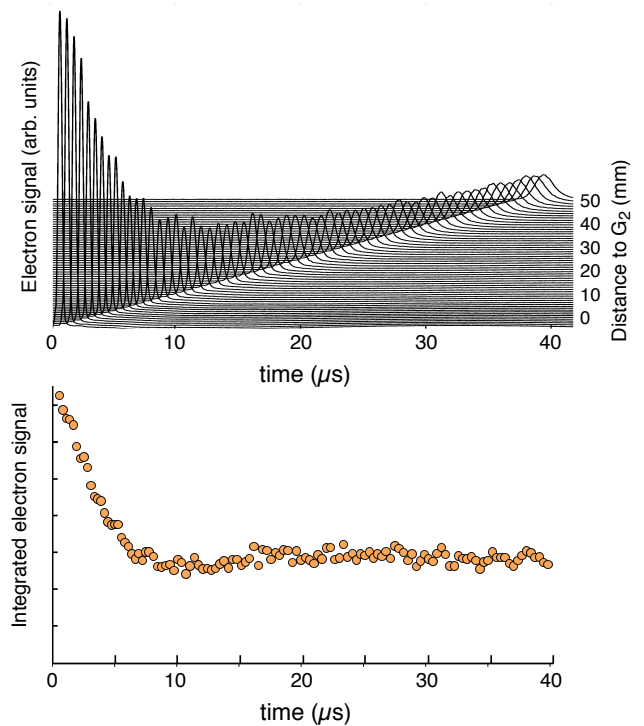 Electron signal (arb. units)
50
40
30
20
10
0
Distance to G2 (mm)
0 10 20 30 40
time (µs)
Integrated electron signal
0 10 20 30 40
time (µs)